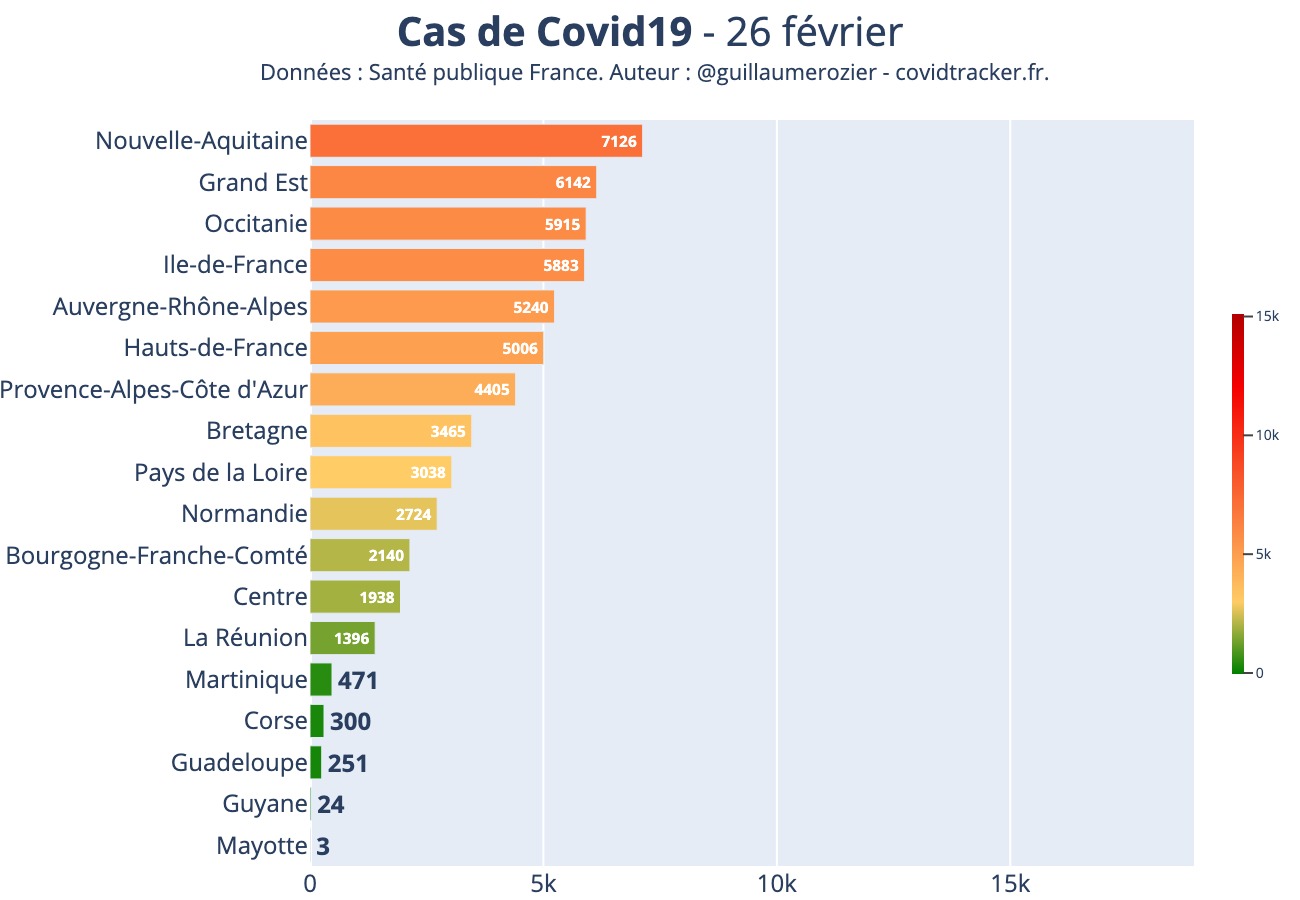 Cas de Covid19 - 26 février
Données : Santé publique France. Auteur : @guillaumerozier - covidtracker.fr.
Nouvelle-Aquitaine 7126
Grand Est 6142
Occitanie 5915
Ile-de-France 5883
Auvergne-Rhône-Alpes 5240
Hauts-de-France 5006
Provence-Alpes-Côte d'Azur 4405
Bretagne 3465
Pays de la Loire 3038
Normandie 2724
Bourgogne-Franche-Comté 2140
Centre 1938
La Réunion 1396
Martinique 471
Corse 300
Guadeloupe 251
Guyane 24
Mayotte 3
0 5k 10k 15k
15k
10k
5k
0